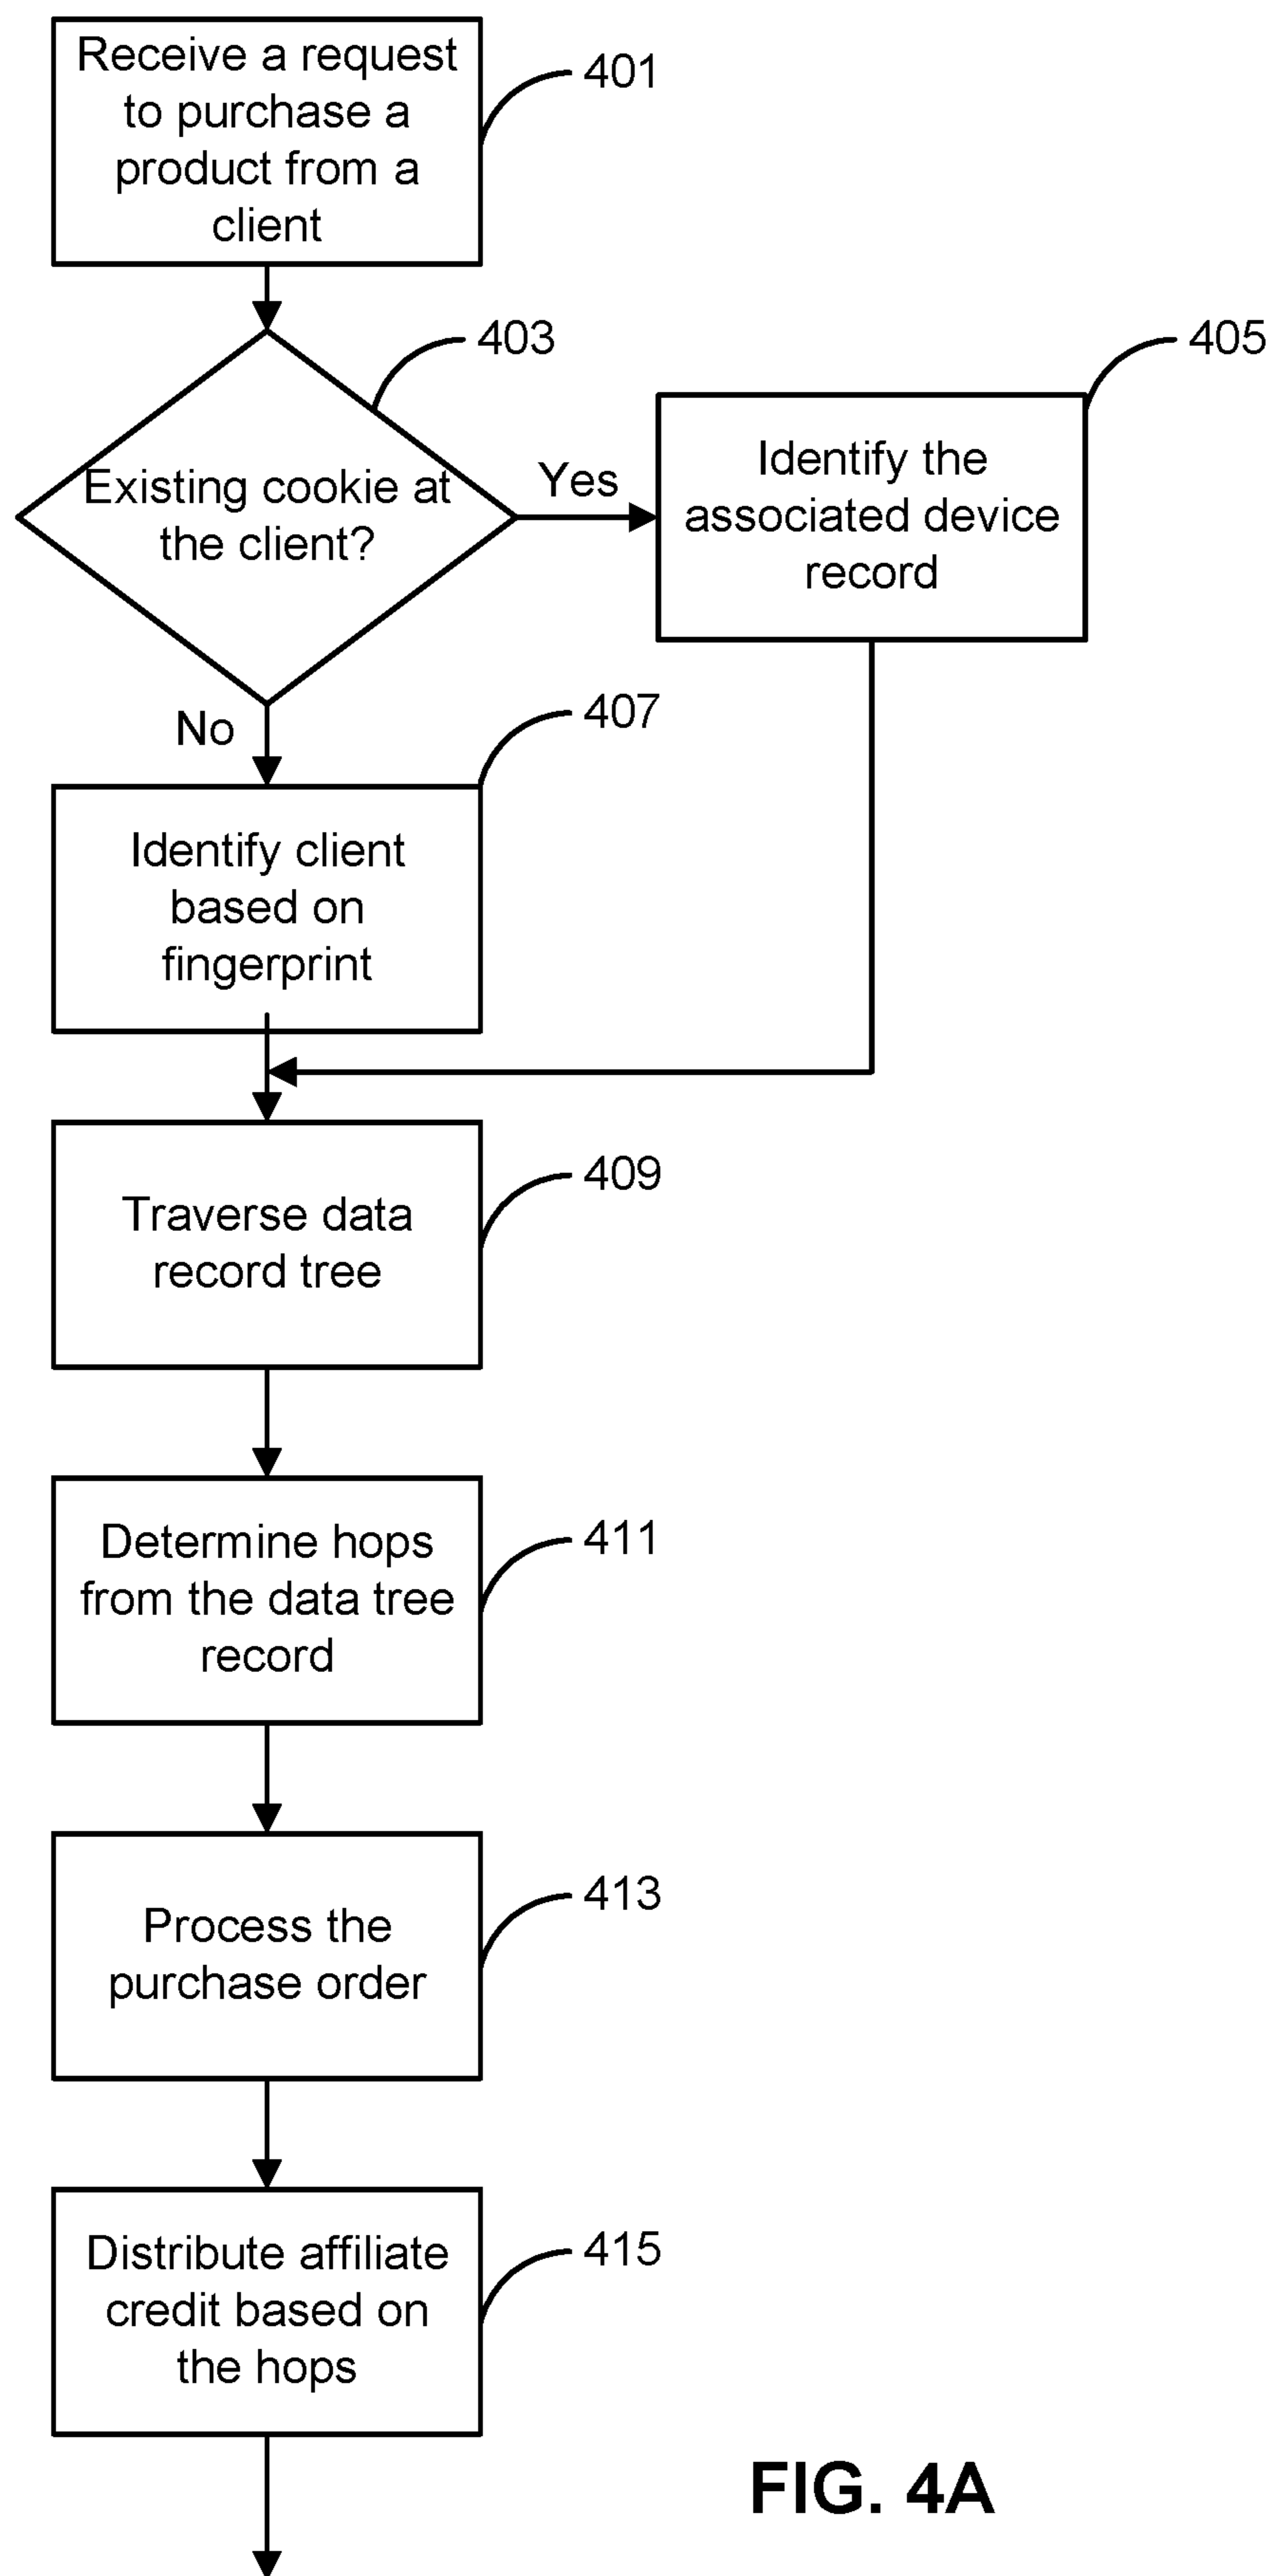 Receive a request
to purchase a
product from a
client
401
403
Existing cookie at
the client?
Yes
405
Identify the
associated device
record
No
407
Identify client
based on
fingerprint
409
Traverse data
record tree
411
Determine hops
from the data tree
record
413
Process the
purchase order
415
Distribute affiliate
credit based on
the hops
FIG. 4A